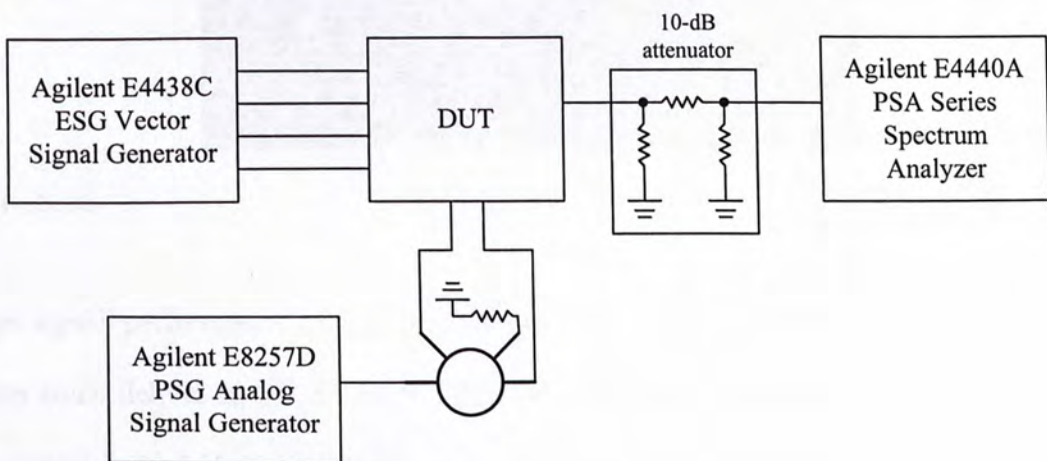 10-dB
attenuator
Agilent E4438C
ESG Vector
Signal Generator
DUT
Agilent E4440A
PSA Series
Spectrum
Analyzer
Agilent E8257D
PSG Analog
Signal Generator